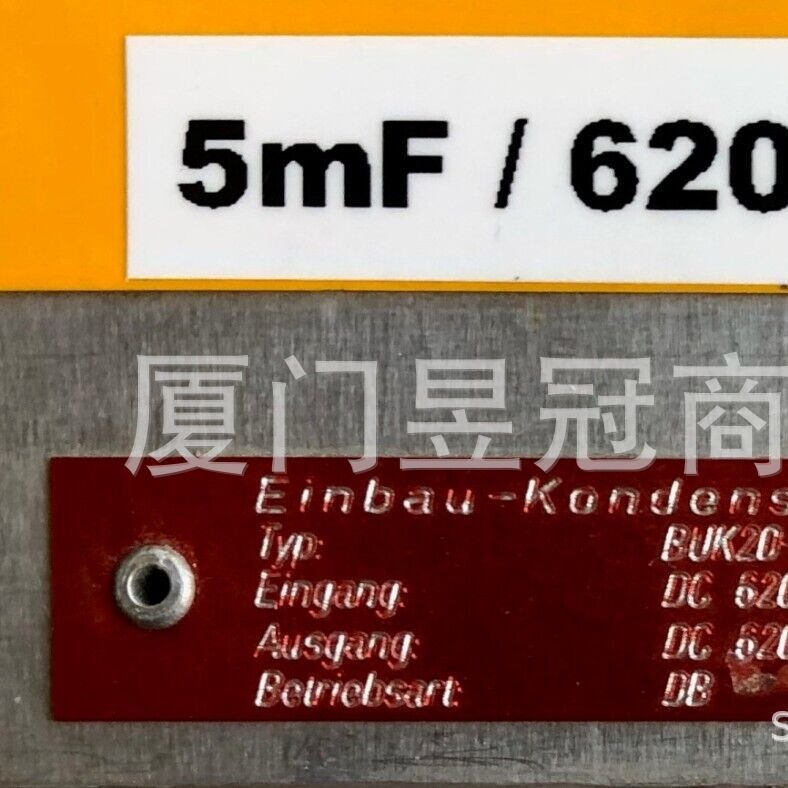 5mF / 620
厦门昱冠商
Einbau-Kondens
Typ: BUK20-
Eingang: DC 620
Ausgang: DC 620
Betriebsart: DB
S